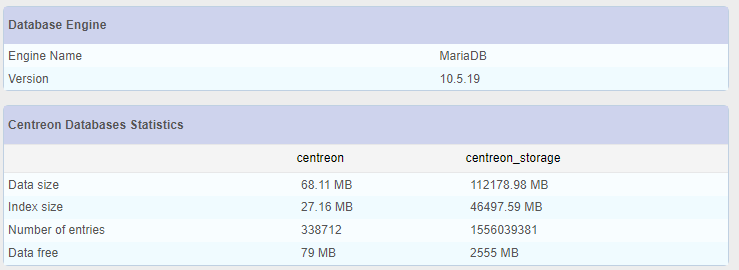 Database Engine
Engine Name MariaDB
Version 10.5.19
Centreon Databases Statistics
centreon centreon_storage
Data size 68.11 MB 112178.98 MB
Index size 27.16 MB 46497.59 MB
Number of entries 338712 1556039381
Data free 79 MB 2555 MB